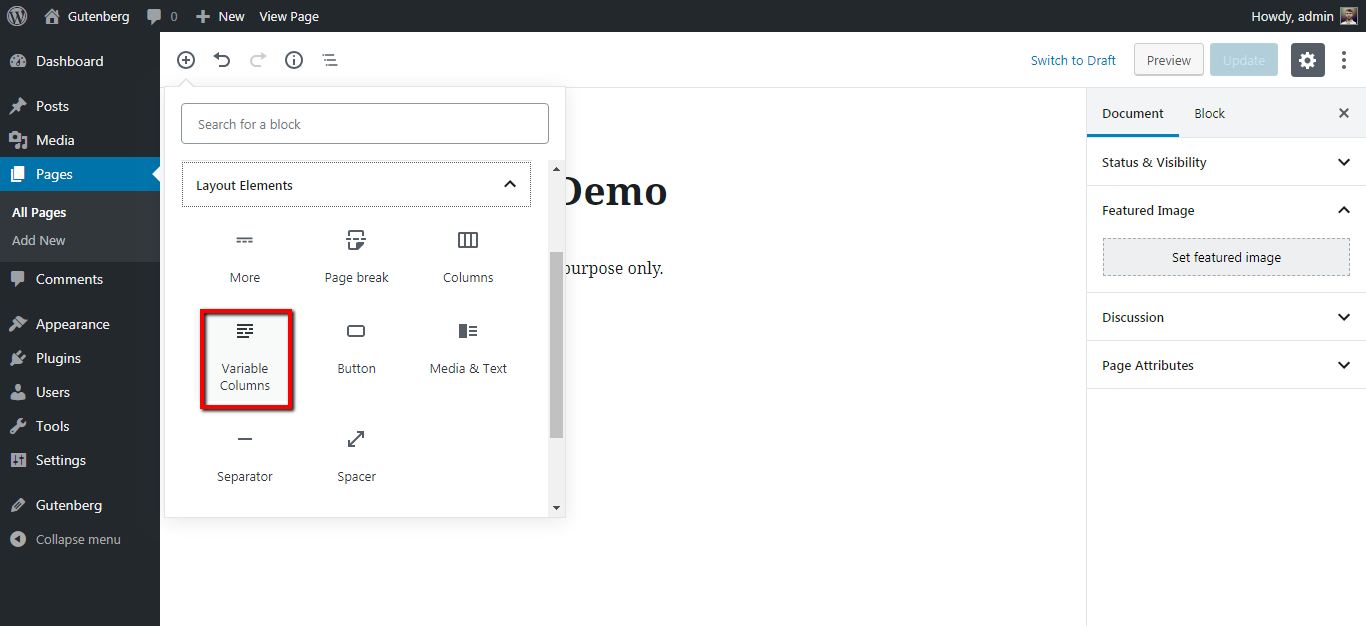 Gutenberg 0 New View Page Howdy, admin
Dashboard
Posts
Media
Pages
All Pages
Add New
Comments
Appearance
Plugins
Users
Tools
Settings
Gutenberg
Collapse menu
Switch to Draft Preview Update
Search for a block
Layout Elements
More Page break Columns
Variable Columns
Button Media & Text
Separator Spacer
Demo
purpose only.
Document Block
Status & Visibility
Featured Image
Set featured image
Discussion
Page Attributes